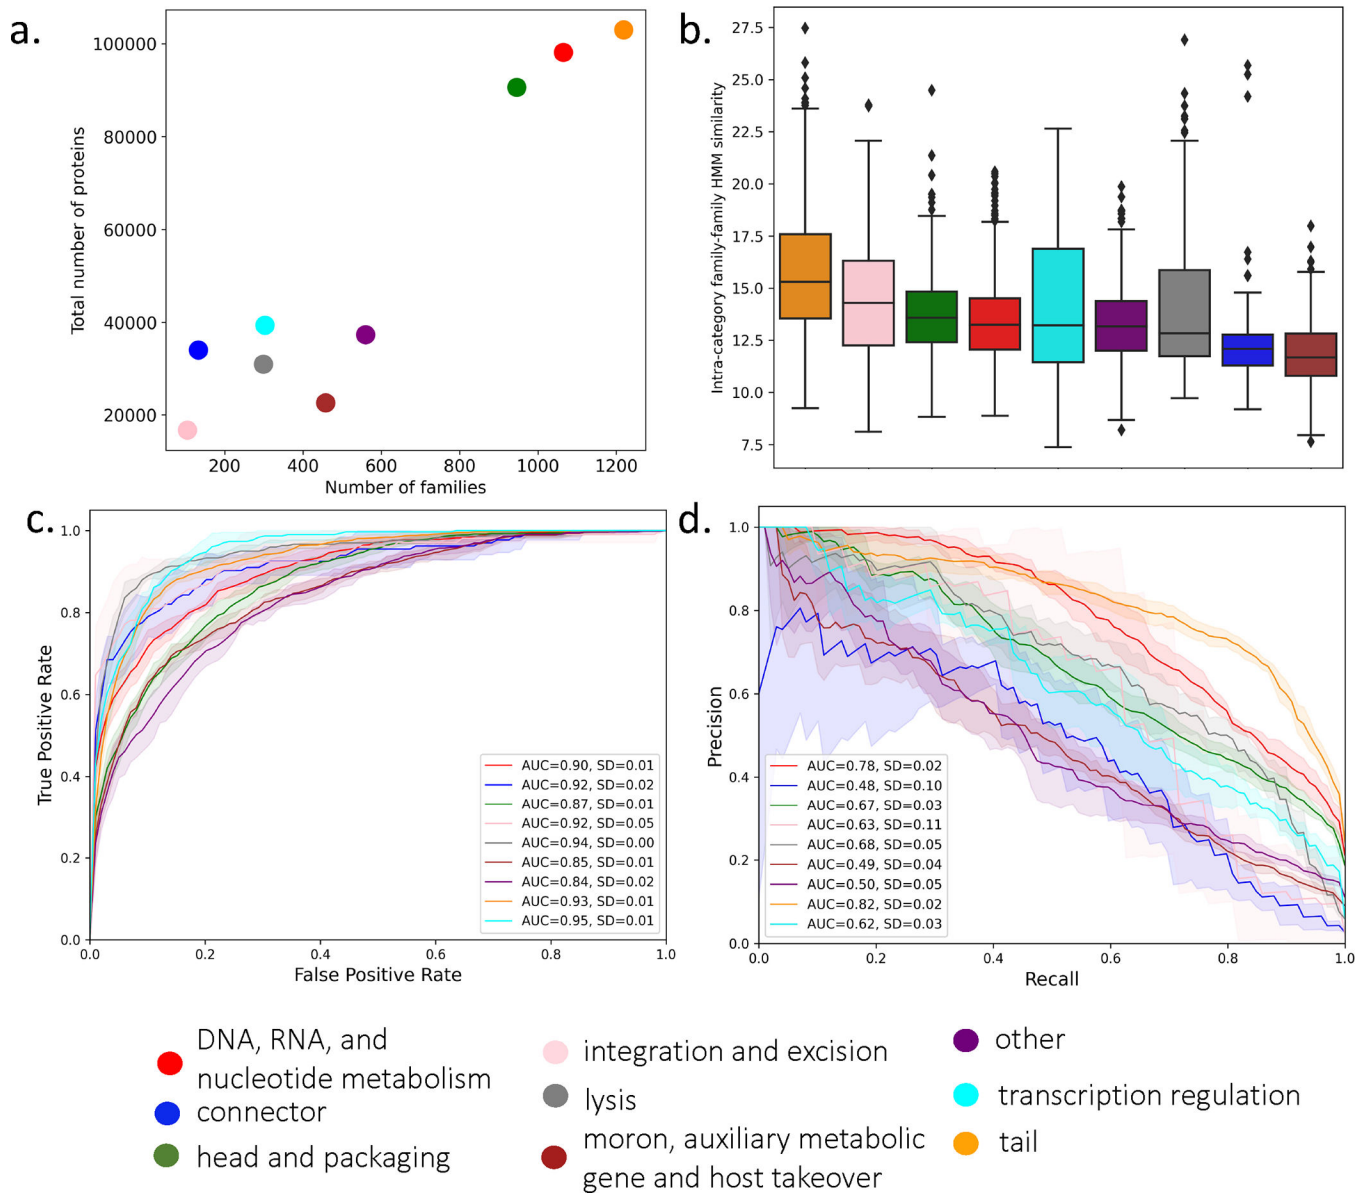 a.
100000
80000
60000
40000
20000
Total number of proteins
200 400 600 800 1000 1200
Number of families
b.
27.5
25.0
22.5
20.0
17.5
15.0
12.5
10.0
7.5
Intra-category family-family HMM similarity
c.
1.0
0.8
0.6
0.4
0.2
0.0
True Positive Rate
AUC=0.90, SD=0.01
AUC=0.92, SD=0.02
AUC=0.87, SD=0.01
AUC=0.92, SD=0.05
AUC=0.94, SD=0.00
AUC=0.85, SD=0.01
AUC=0.84, SD=0.02
AUC=0.93, SD=0.01
AUC=0.95, SD=0.01
0.0 0.2 0.4 0.6 0.8 1.0
False Positive Rate
d.
1.0
0.8
0.6
0.4
0.2
0.0
Precision
AUC=0.78, SD=0.02
AUC=0.48, SD=0.10
AUC=0.67, SD=0.03
AUC=0.63, SD=0.11
AUC=0.68, SD=0.05
AUC=0.49, SD=0.04
AUC=0.50, SD=0.05
AUC=0.82, SD=0.02
AUC=0.62, SD=0.03
0.0 0.2 0.4 0.6 0.8 1.0
Recall
DNA, RNA, and
nucleotide metabolism
connector
head and packaging
integration and excision
lysis
moron, auxiliary metabolic
gene and host takeover
other
transcription regulation
tail